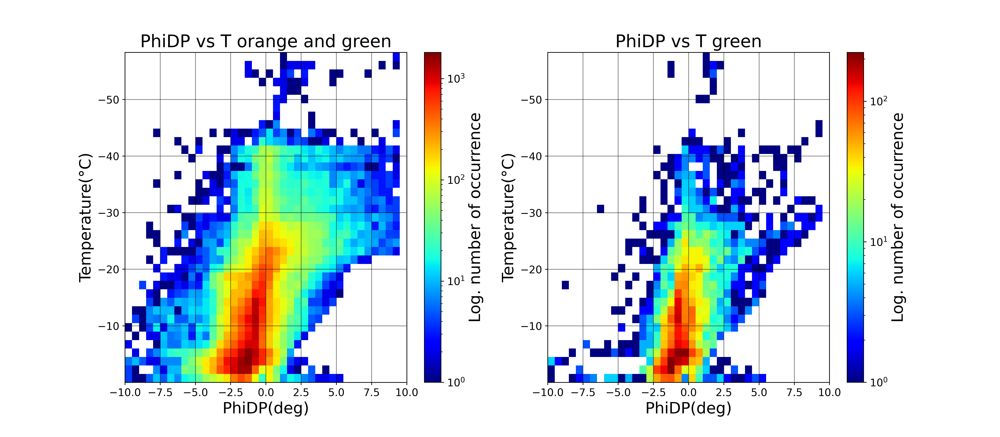 PhiDP vs T orange and green
PhiDP vs T green
−50
−40
−30
−20
−10
Temperature(°C)
−10.0 −7.5 −5.0 −2.5 0.0 2.5 5.0 7.5 10.0
PhiDP(deg)
10³
10²
10¹
10⁰
Log. number of occurrence
−50
−40
−30
−20
−10
Temperature(°C)
−10.0 −7.5 −5.0 −2.5 0.0 2.5 5.0 7.5 10.0
PhiDP(deg)
10²
10¹
10⁰
Log. number of occurrence